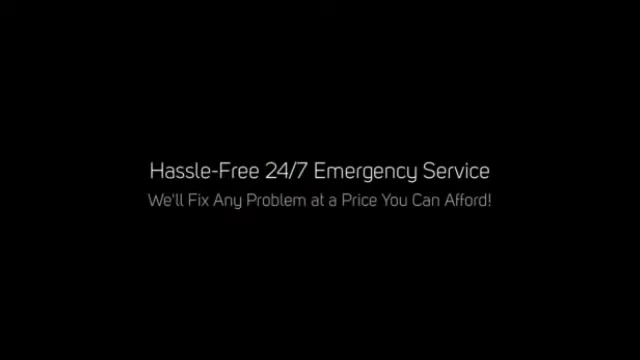 Hassle-Free 24/7 Emergency Service
We'll Fix Any Problem at a Price You Can Afford!